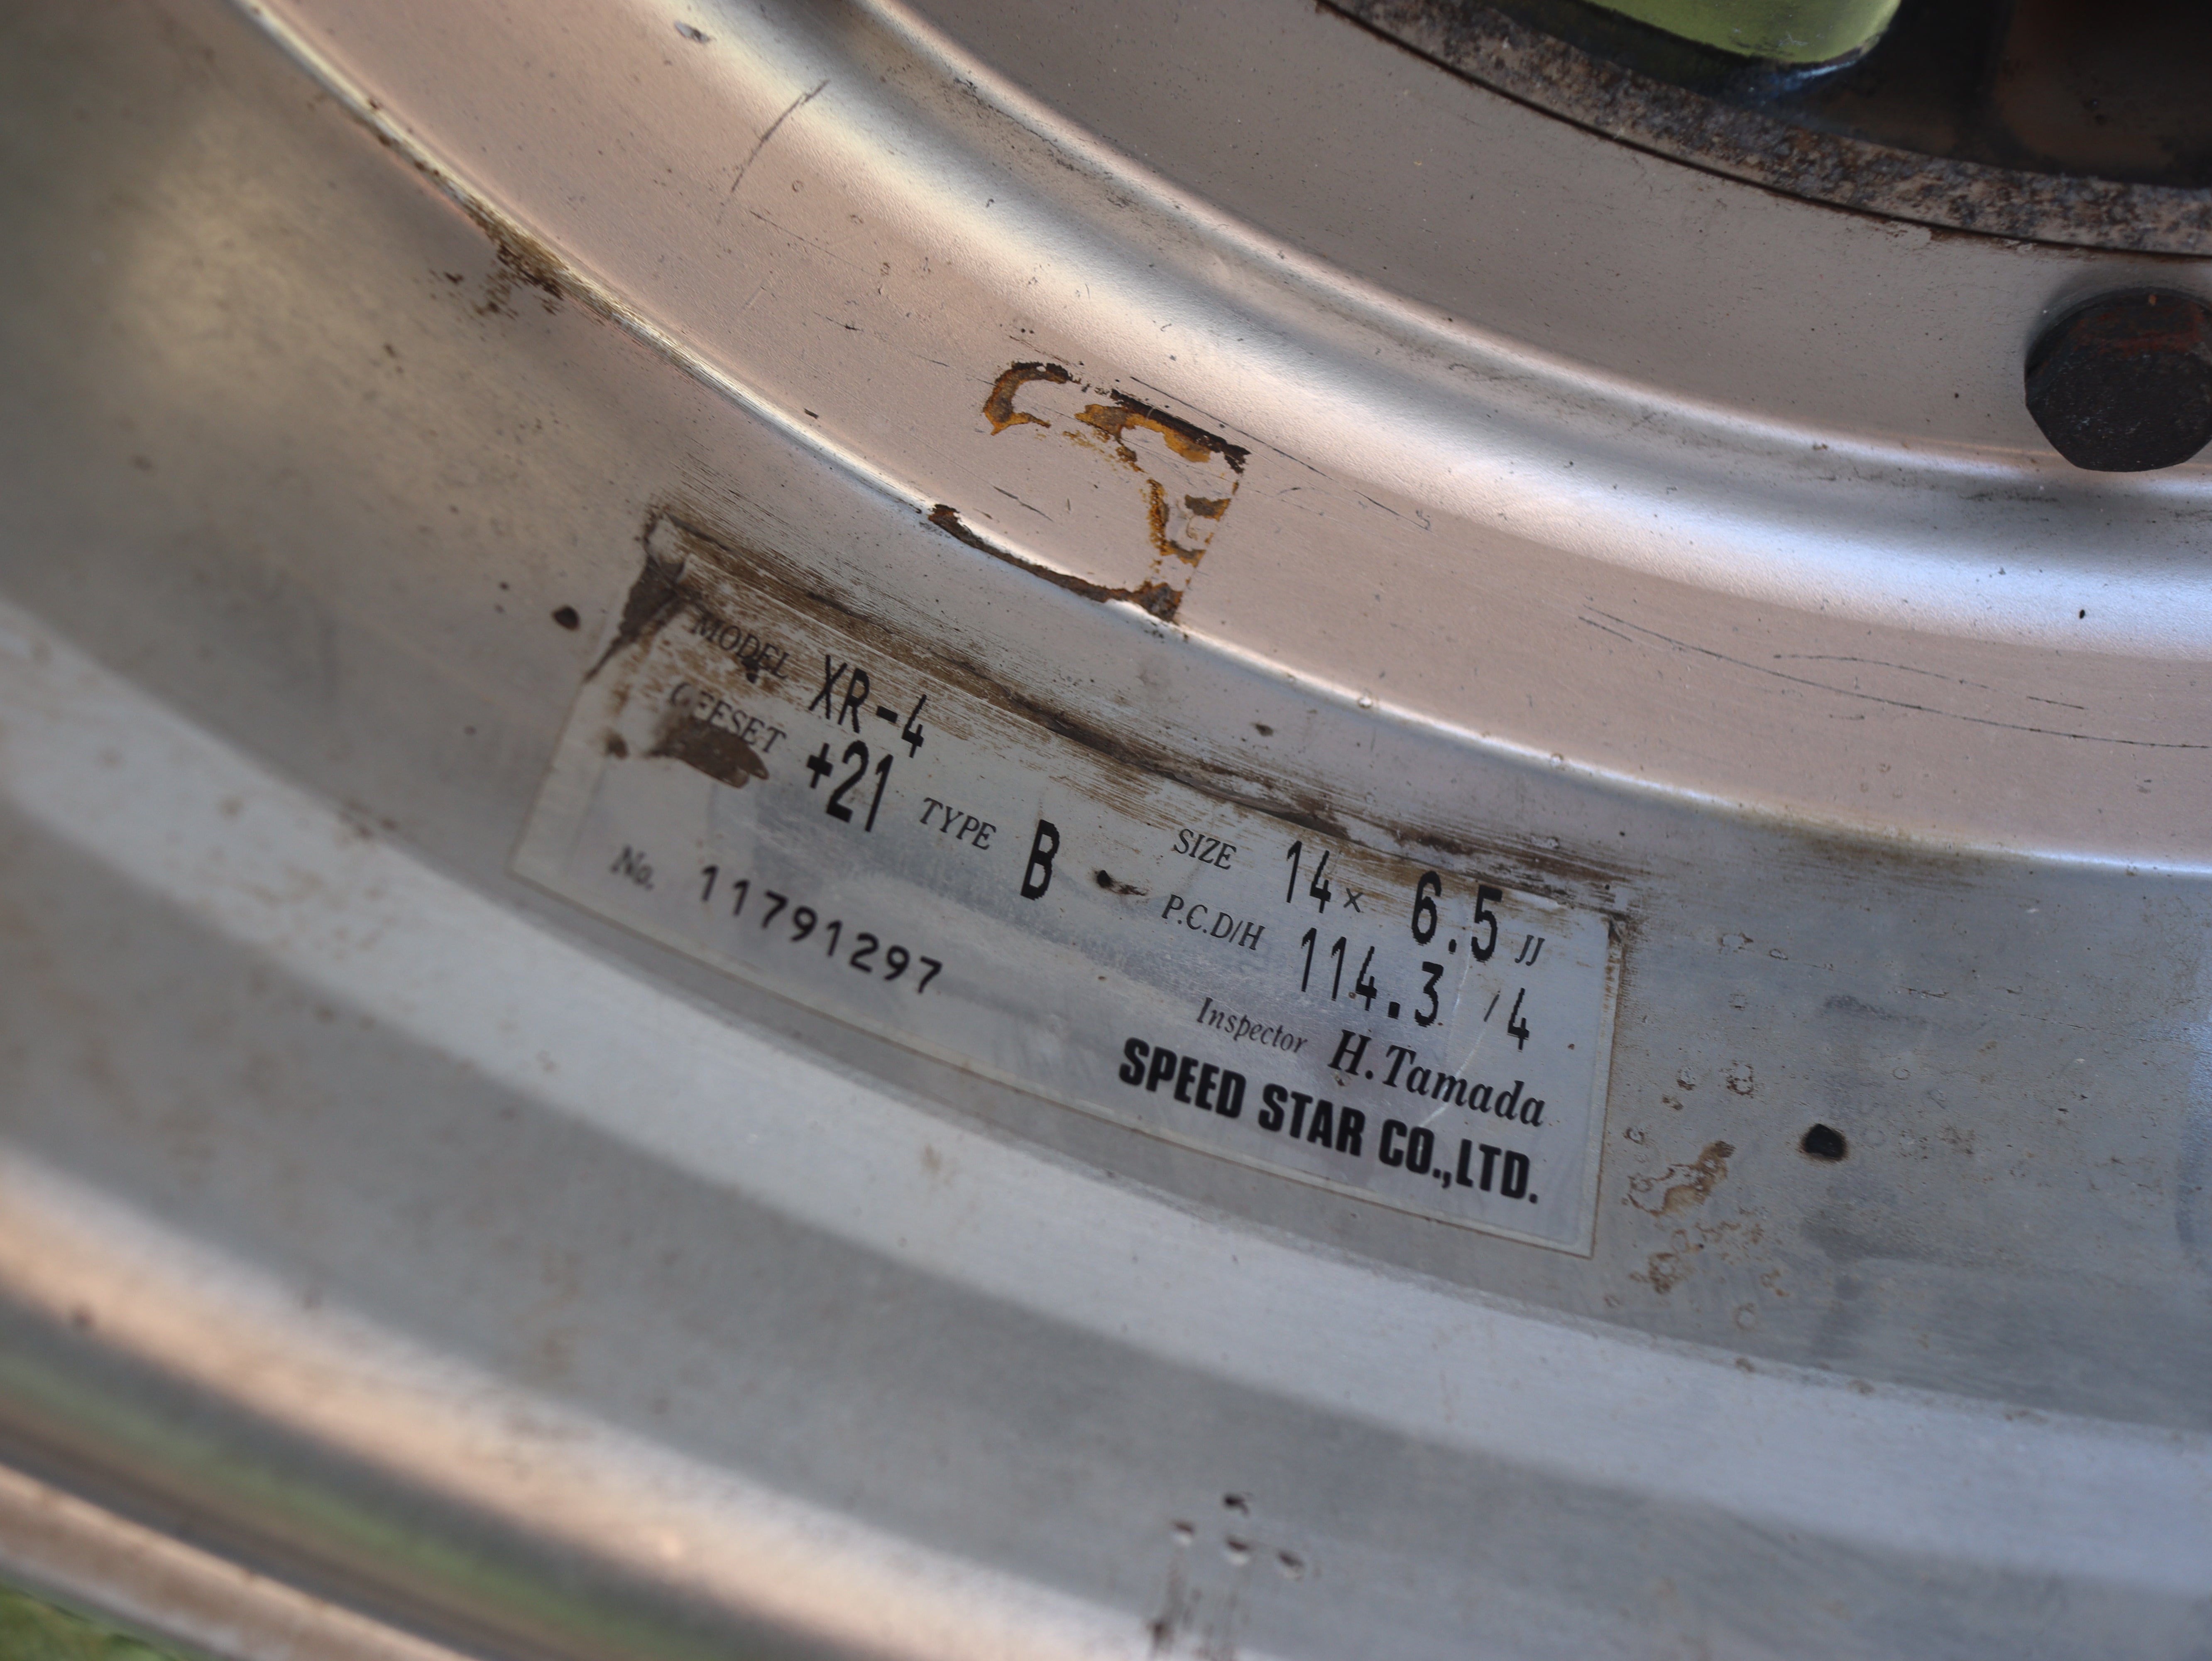 MODEL XR-4 SIZE 14× 6.5 JJ
OFFSET +21 TYPE B P.C.D/H 114.3 /4
No. 11791297 Inspector H.Tamada
SPEED STAR CO.,LTD.